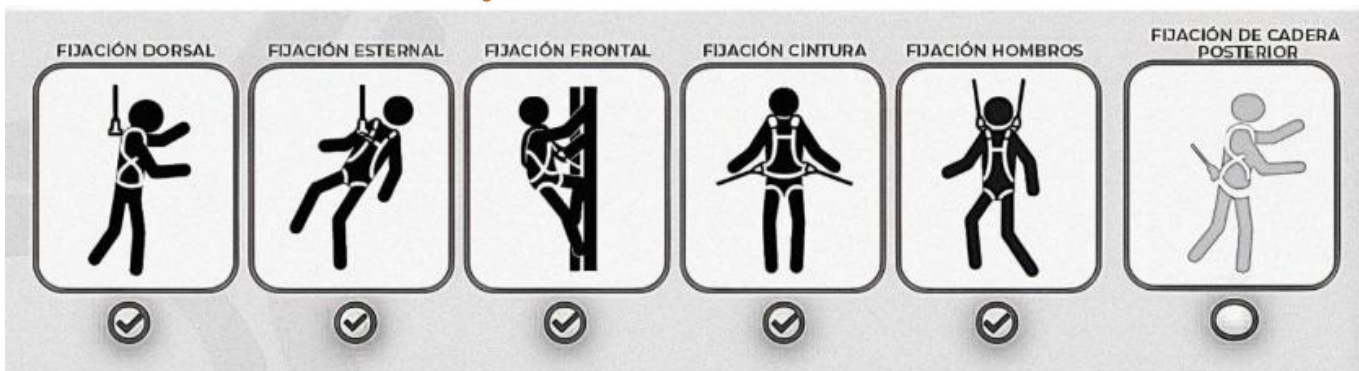 FIJACIÓN DORSAL
FIJACIÓN ESTERNAL
FIJACIÓN FRONTAL
FIJACIÓN CINTURA
FIJACIÓN HOMBROS
FIJACIÓN DE CADERA
POSTERIOR